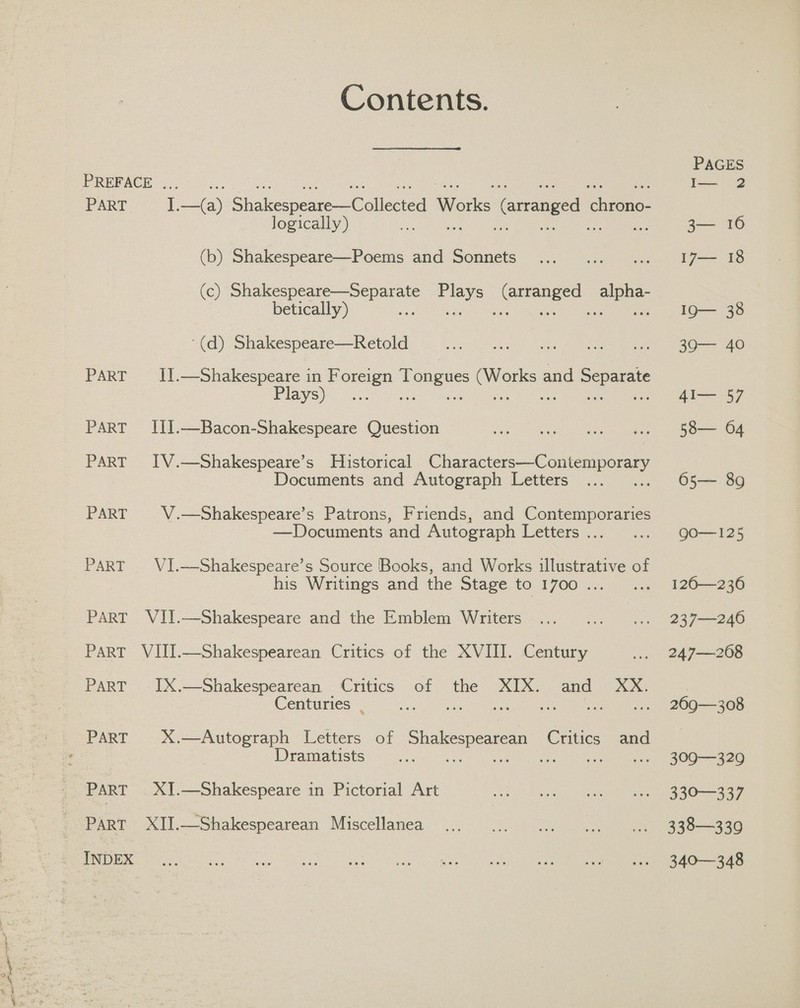 Contents.
PAGES
PREFACE ... ... ... ... ... ... ... ... ... ... ... 1— 2
PART I.—(a) Shakespeare—Collected Works (arranged chrono-
logically) ... ... ... ... ... ... 3— 16
(b) Shakespeare—Poems and Sonnets ... ... ... 17— 18
(c) Shakespeare—Separate Plays (arranged alpha-
betically) ... ... ... ... ... ... 19— 38
(d) Shakespeare—Retold ... ... ... ... ... 39— 40
PART II.—Shakespeare in Foreign Tongues (Works and Separate
Plays) ... ... ... ... ... ... ... 41— 57
PART III.—Bacon-Shakespeare Question ... ... ... ... 58— 64
PART IV.—Shakespeare's Historical Characters—Contemporary
Documents and Autograph Letters ... ... 65— 89
PART V.—Shakespeare's Patrons, Friends, and Contemporaries
—Documents and Autograph Letters ... ... 90—125
PART VI.—Shakespeare's Source Books, and Works illustrative of
his Writings and the Stage to 1700 ... ... 126—236
PART VII.—Shakespeare and the Emblem Writers ... ... ... 237—246
PART VIII.—Shakespearean Critics of the XVIII. Century ... 247—268
PART IX.—Shakespearean Critics of the XIX. and XX.
Centuries ... ... ... ... ... ... 269—308
PART X.—Autograph Letters of Shakespearean Critics and
Dramatists ... ... ... ... ... ... 309—329
PART XI.—Shakespeare in Pictorial Art ... ... ... ... 330—337
PART XII.—Shakespearean Miscellanea ... ... ... ... ... 338—339
INDEX ... ... ... ... ... ... ... ... ... ... ... 340—348